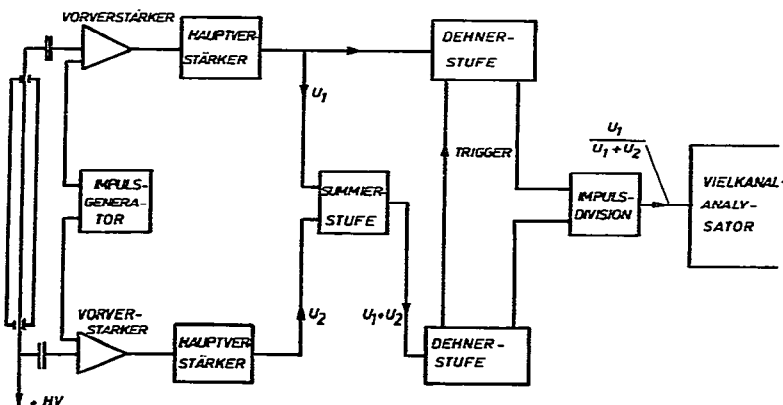 VORVERSTÄRKER
HAUPTVER-
STÄRKER
DEHNER-
STUFE
U1
U1
U1+U2
TRIGGER
IMPULS-
GENERA-
TOR
SUMMIER-
STUFE
IMPULS-
DIVISION
VIELKANAL-
ANALY-
SATOR
VORVER-
STÄRKER
U2
U1+U2
HAUPTVER-
STÄRKER
DEHNER-
STUFE
+ HV